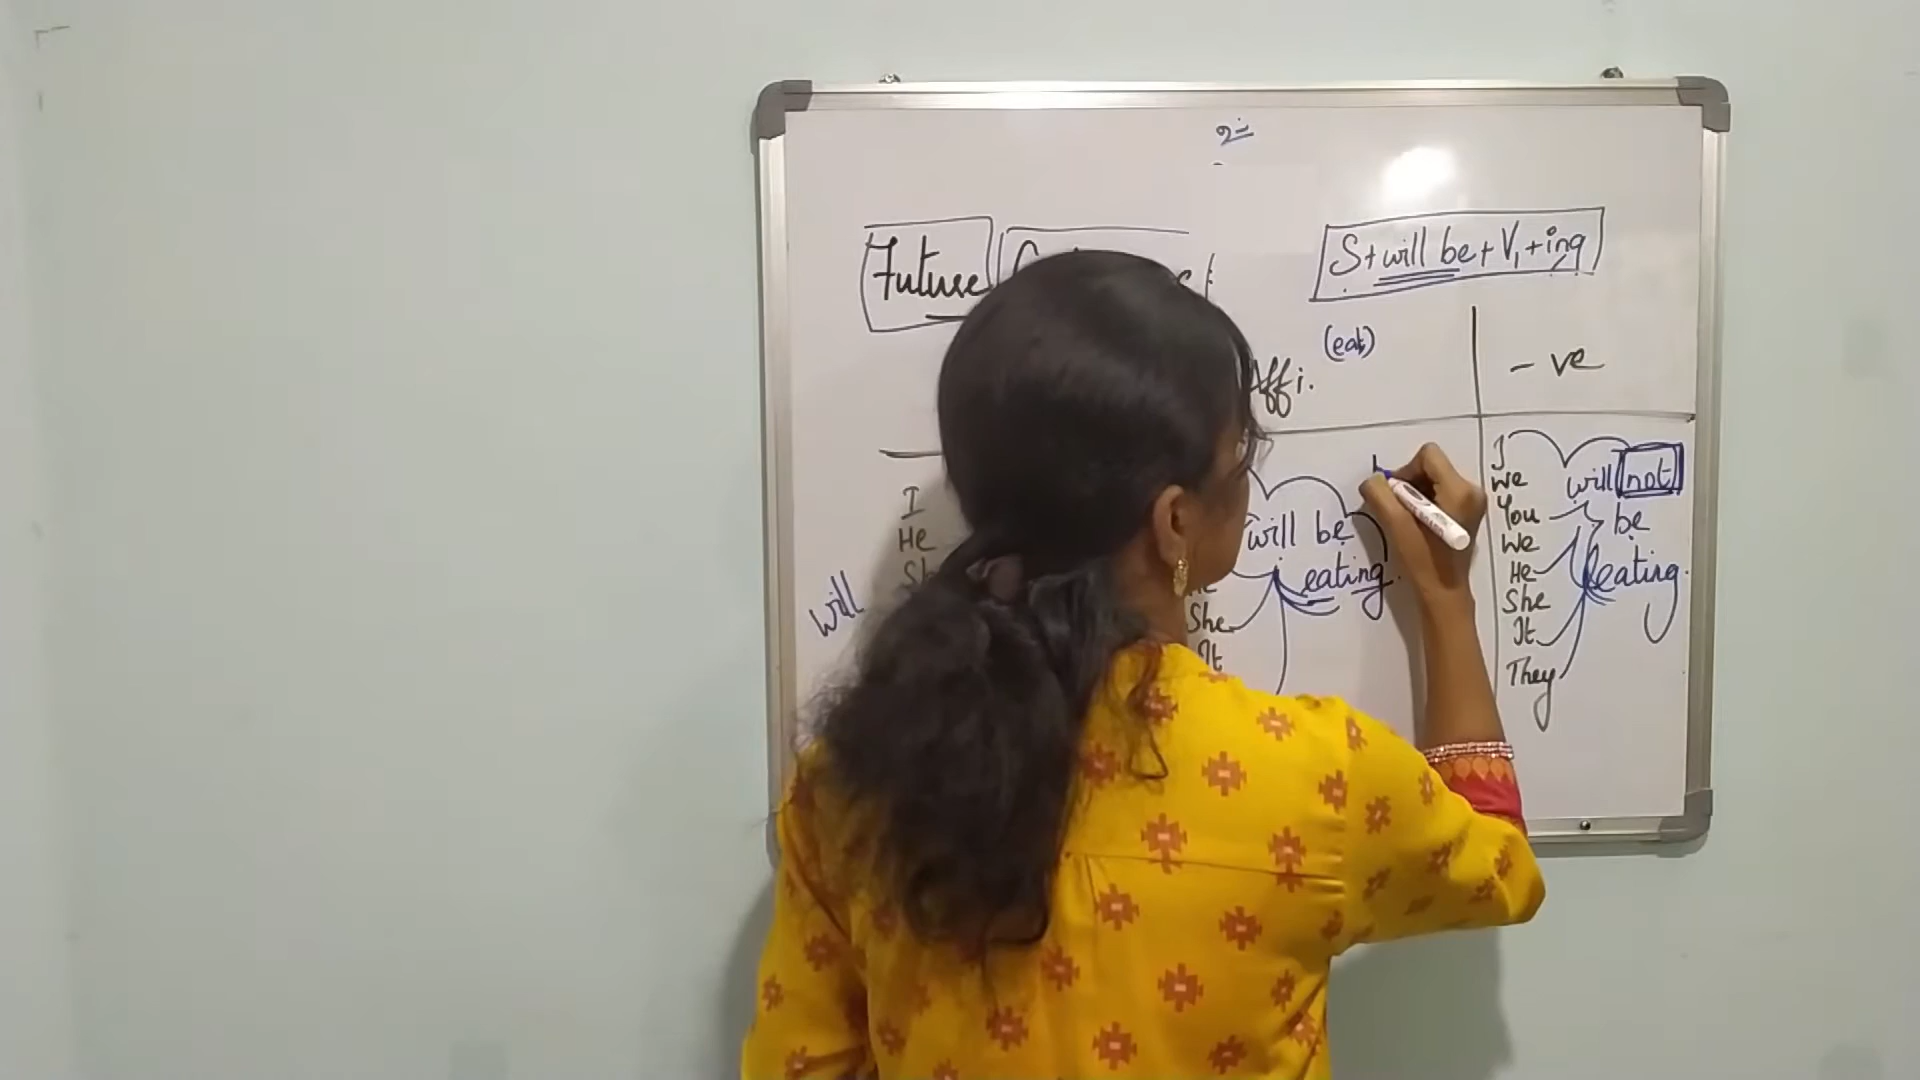 Future
S+will be+V1+ing
(eat)
Affi.
- ve
I
He
will
will be
eating
She
It
I
We
You
We
He
She
It
They
will not
be
eating.